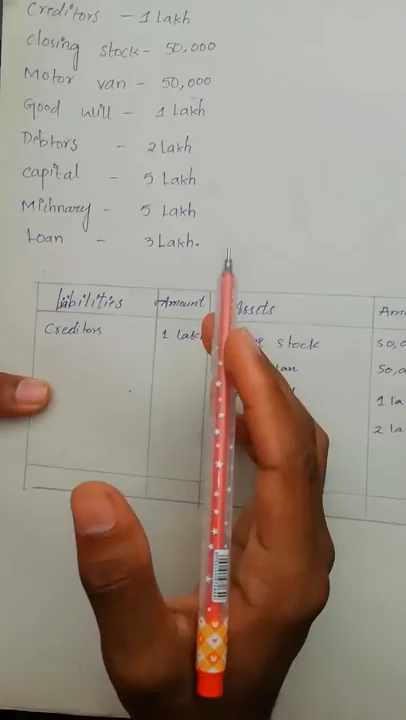 Creditors - 1 Lakh
closing stock - 50,000
Motor van - 50,000
Good will - 1 Lakh
Debtors - 2 Lakh
capital - 5 Lakh
Michnary - 5 Lakh
Loan - 3 Lakh.
Liabilities Amount Assets
Creditors 1 lak stock 50,0
50,0
1 la
2 la